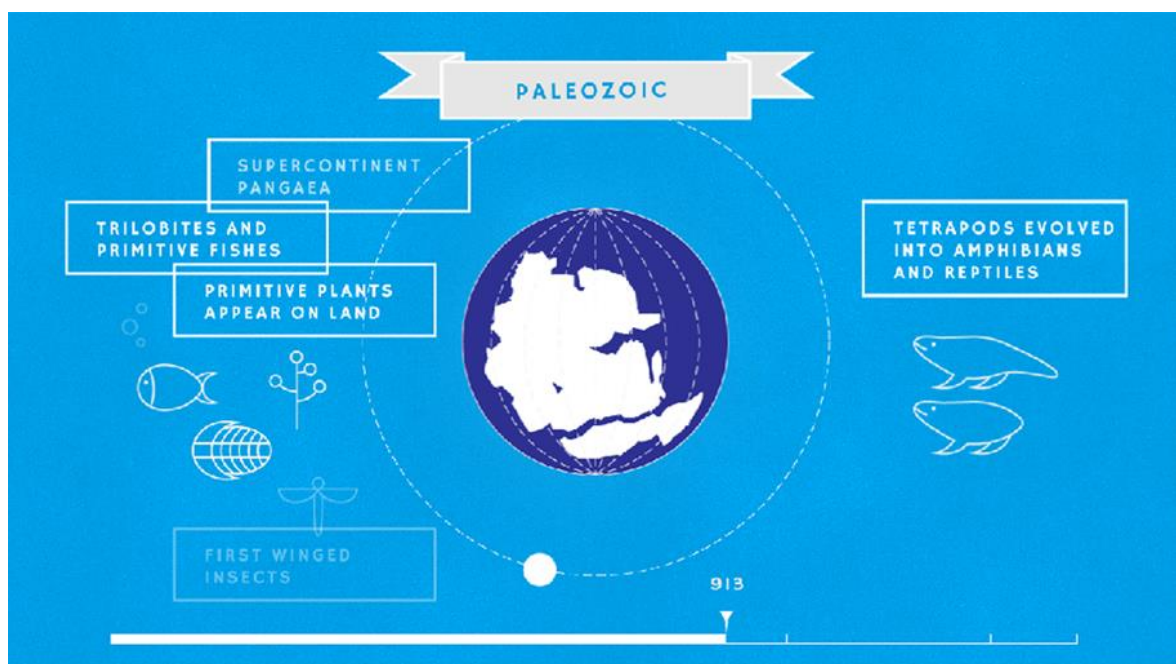 PALEOZOIC
SUPERCONTINENT
PANGAEA
TRILOBITES AND
PRIMITIVE FISHES
PRIMITIVE PLANTS
APPEAR ON LAND
TETRAPODS EVOLVED
INTO AMPHIBIANS
AND REPTILES
FIRST WINGED
INSECTS
913